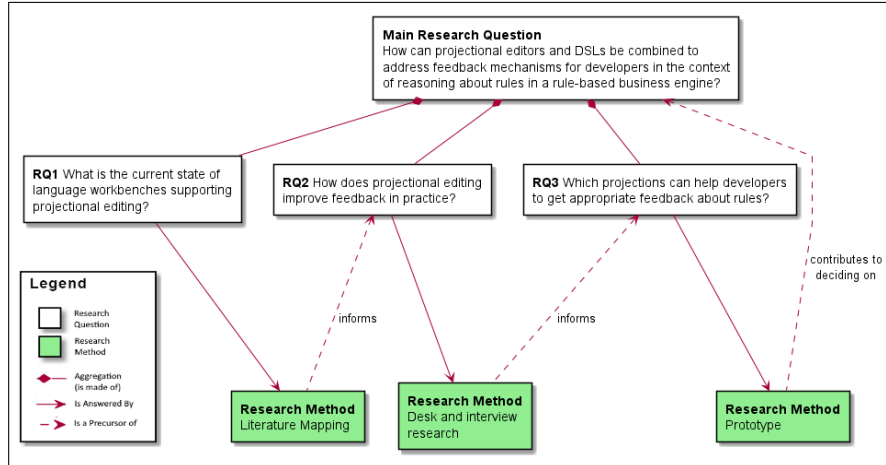 Main Research Question
How can projectional editors and DSLs be combined to
address feedback mechanisms for developers in the context
of reasoning about rules in a rule-based business engine?
RQ1 What is the current state of
language workbenches supporting
projectional editing?
RQ2 How does projectional editing
improve feedback in practice?
RQ3 Which projections can help developers
to get appropriate feedback about rules?
contributes to
deciding on
informs
informs
Legend
Research
Question
Research
Method
Aggregation
(is made of)
Is Answered By
Is a Precursor of
Research Method
Literature Mapping
Research Method
Desk and interview
research
Research Method
Prototype